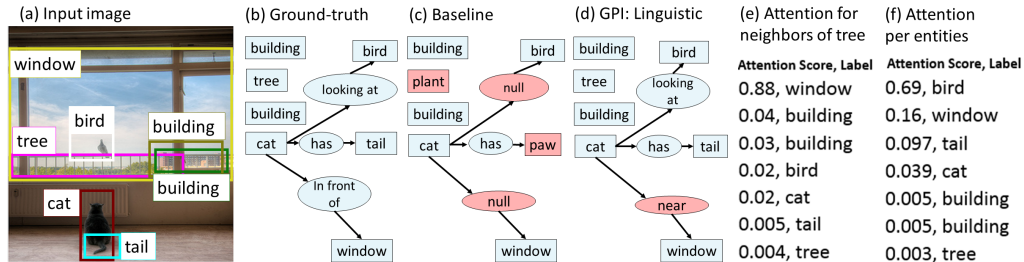 (a) Input image
window
bird
building
tree
building
cat
tail
(b) Ground-truth
building
bird
tree
looking at
building
cat
has
tail
In front
of
window
(c) Baseline
building
bird
plant
null
building
cat
has
paw
null
window
(d) GPI: Linguistic
building
bird
tree
looking
at
building
cat
has
tail
near
window
(e) Attention for
neighbors of tree
Attention Score, Label
0.88, window
0.04, building
0.03, building
0.02, bird
0.02, cat
0.005, tail
0.004, tree
(f) Attention
per entities
Attention Score, Label
0.69, bird
0.16, window
0.097, tail
0.039, cat
0.005, building
0.005, building
0.003, tree